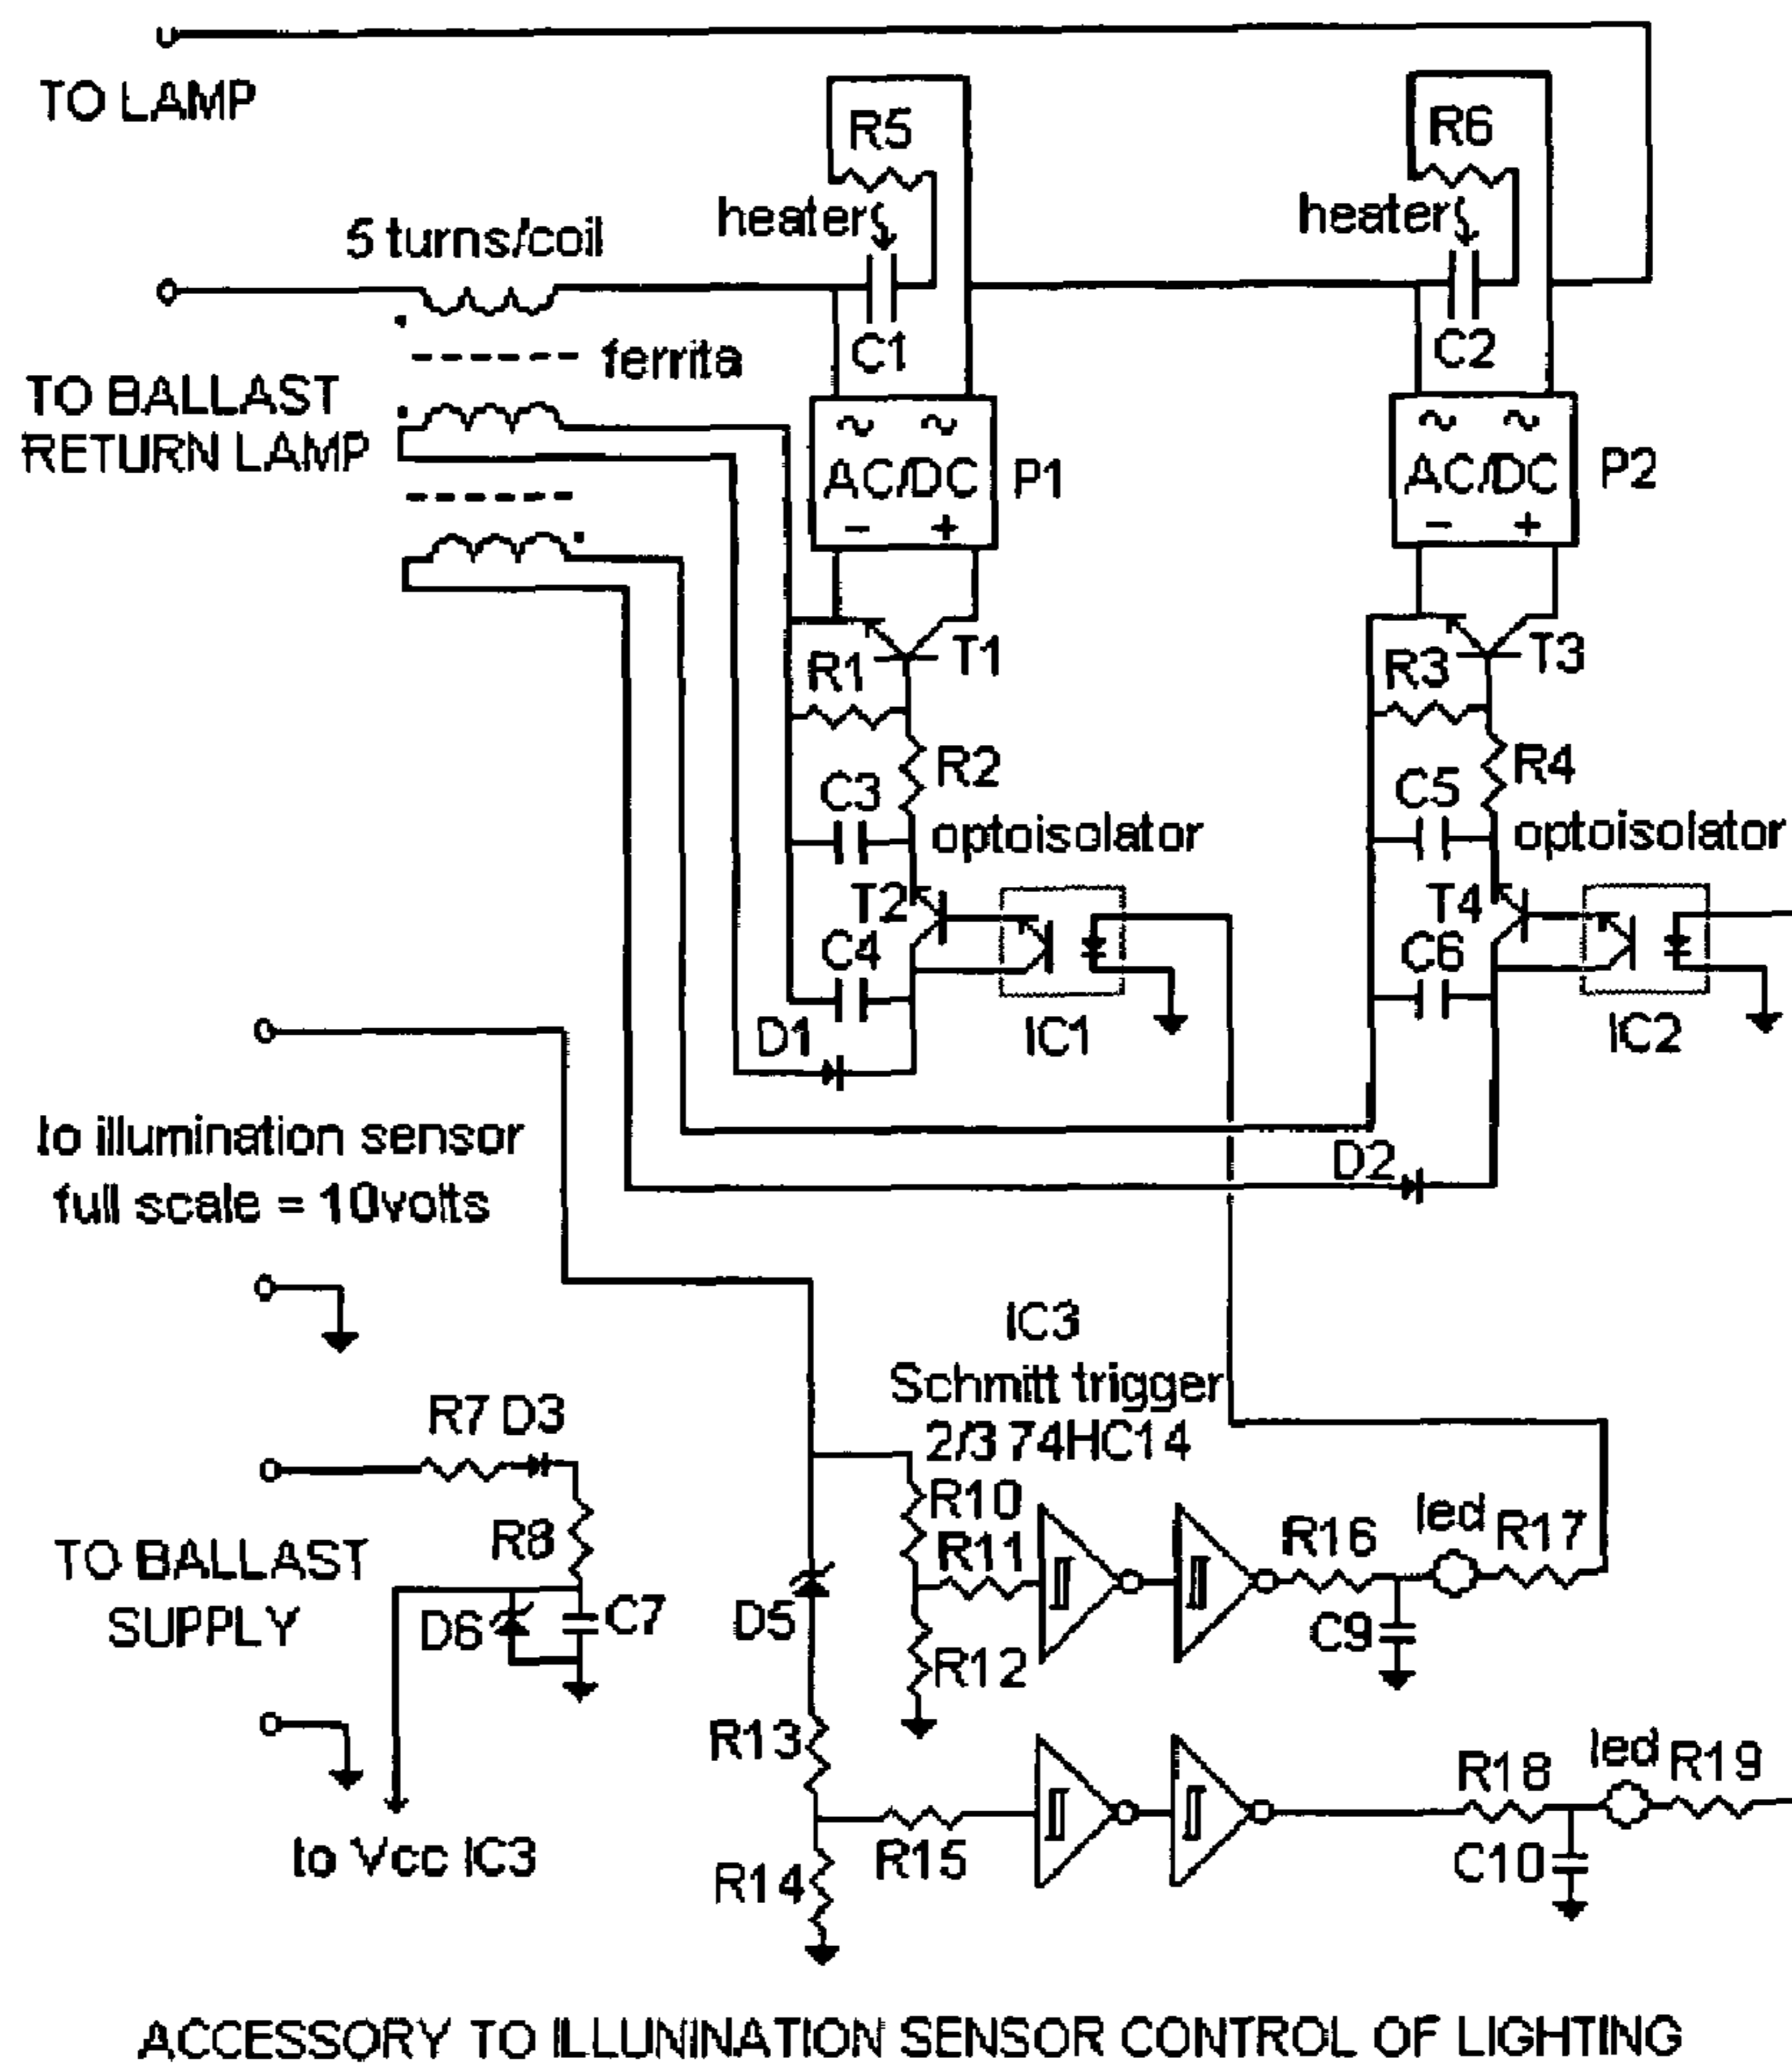 TO LAMP
R5
R6
heater
heater
5 turns/coil
C1
C2
ferrita
TO BALLAST
RETURN LAMP
~ ~
AC/DC
- +
P1
~ ~
AC/DC
- +
P2
R1
T1
R3
T3
R2
R4
C3
C5
optoisolator
optoisolator
T2
T4
C4
C6
D1
IC1
IC2
to illumination sensor
full scale = 10volts
D2
IC3
Schmitt trigger
2/3 74HC14
R7 D3
R10
R11
R16
led
R17
R8
TO BALLAST
SUPPLY
D6
C7
D5
R12
C9
R13
R18
led
R19
to Vcc IC3
R14
R15
C10
ACCESSORY TO ILLUNINATION SENSOR CONTROL OF LIGHTING